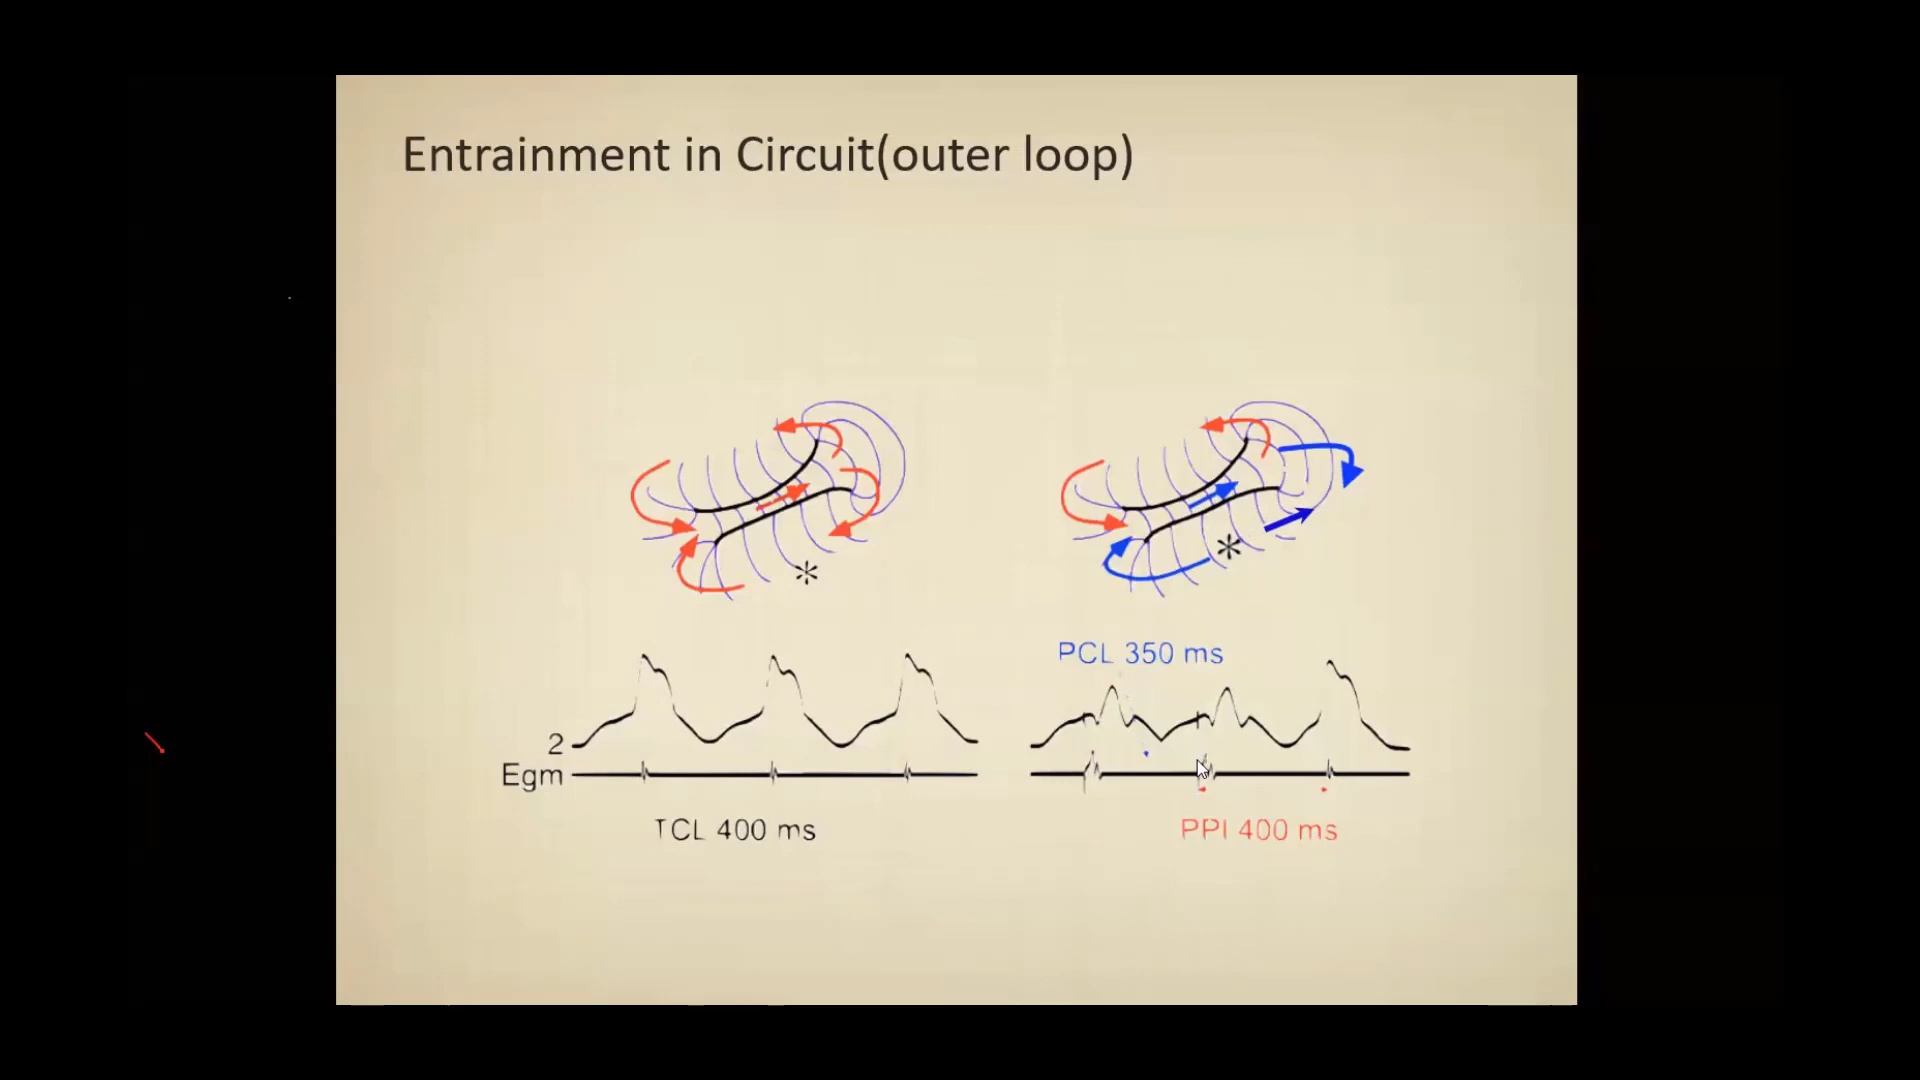 Entrainment in Circuit(outer loop)
*
*
PCL 350 ms
2
Egm
TCL 400 ms
PPI 400 ms